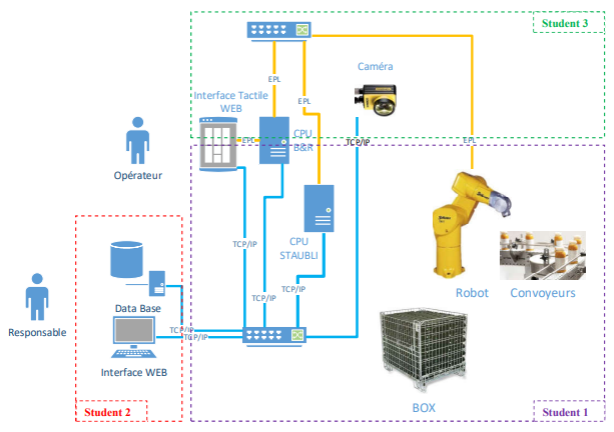 Student 3
Caméra
EPL
EPL
Interface Tactile
WEB
EPL
CPU
B&R
TCP/IP
EPL
Opérateur
TCP/IP
CPU
STAUBLI
TCP/IP
TCP/IP
Robot
Convoyeurs
Data Base
Responsable
TCP/IP
TCP/IP
Interface WEB
BOX
Student 2
Student 1